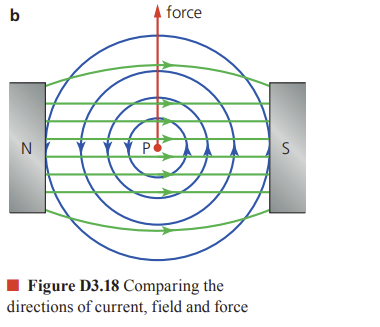 b
force
N
P
S
Figure D3.18 Comparing the
directions of current, field and force